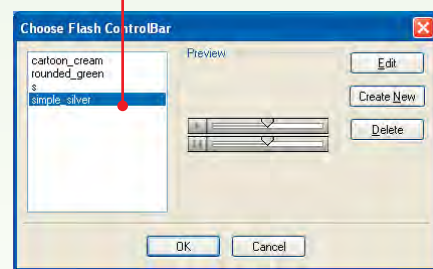 Choose Flash ControlBar
cartoon_cream
rounded_green
s
simple_silver
Preview
Edit
Create New
Delete
OK
Cancel